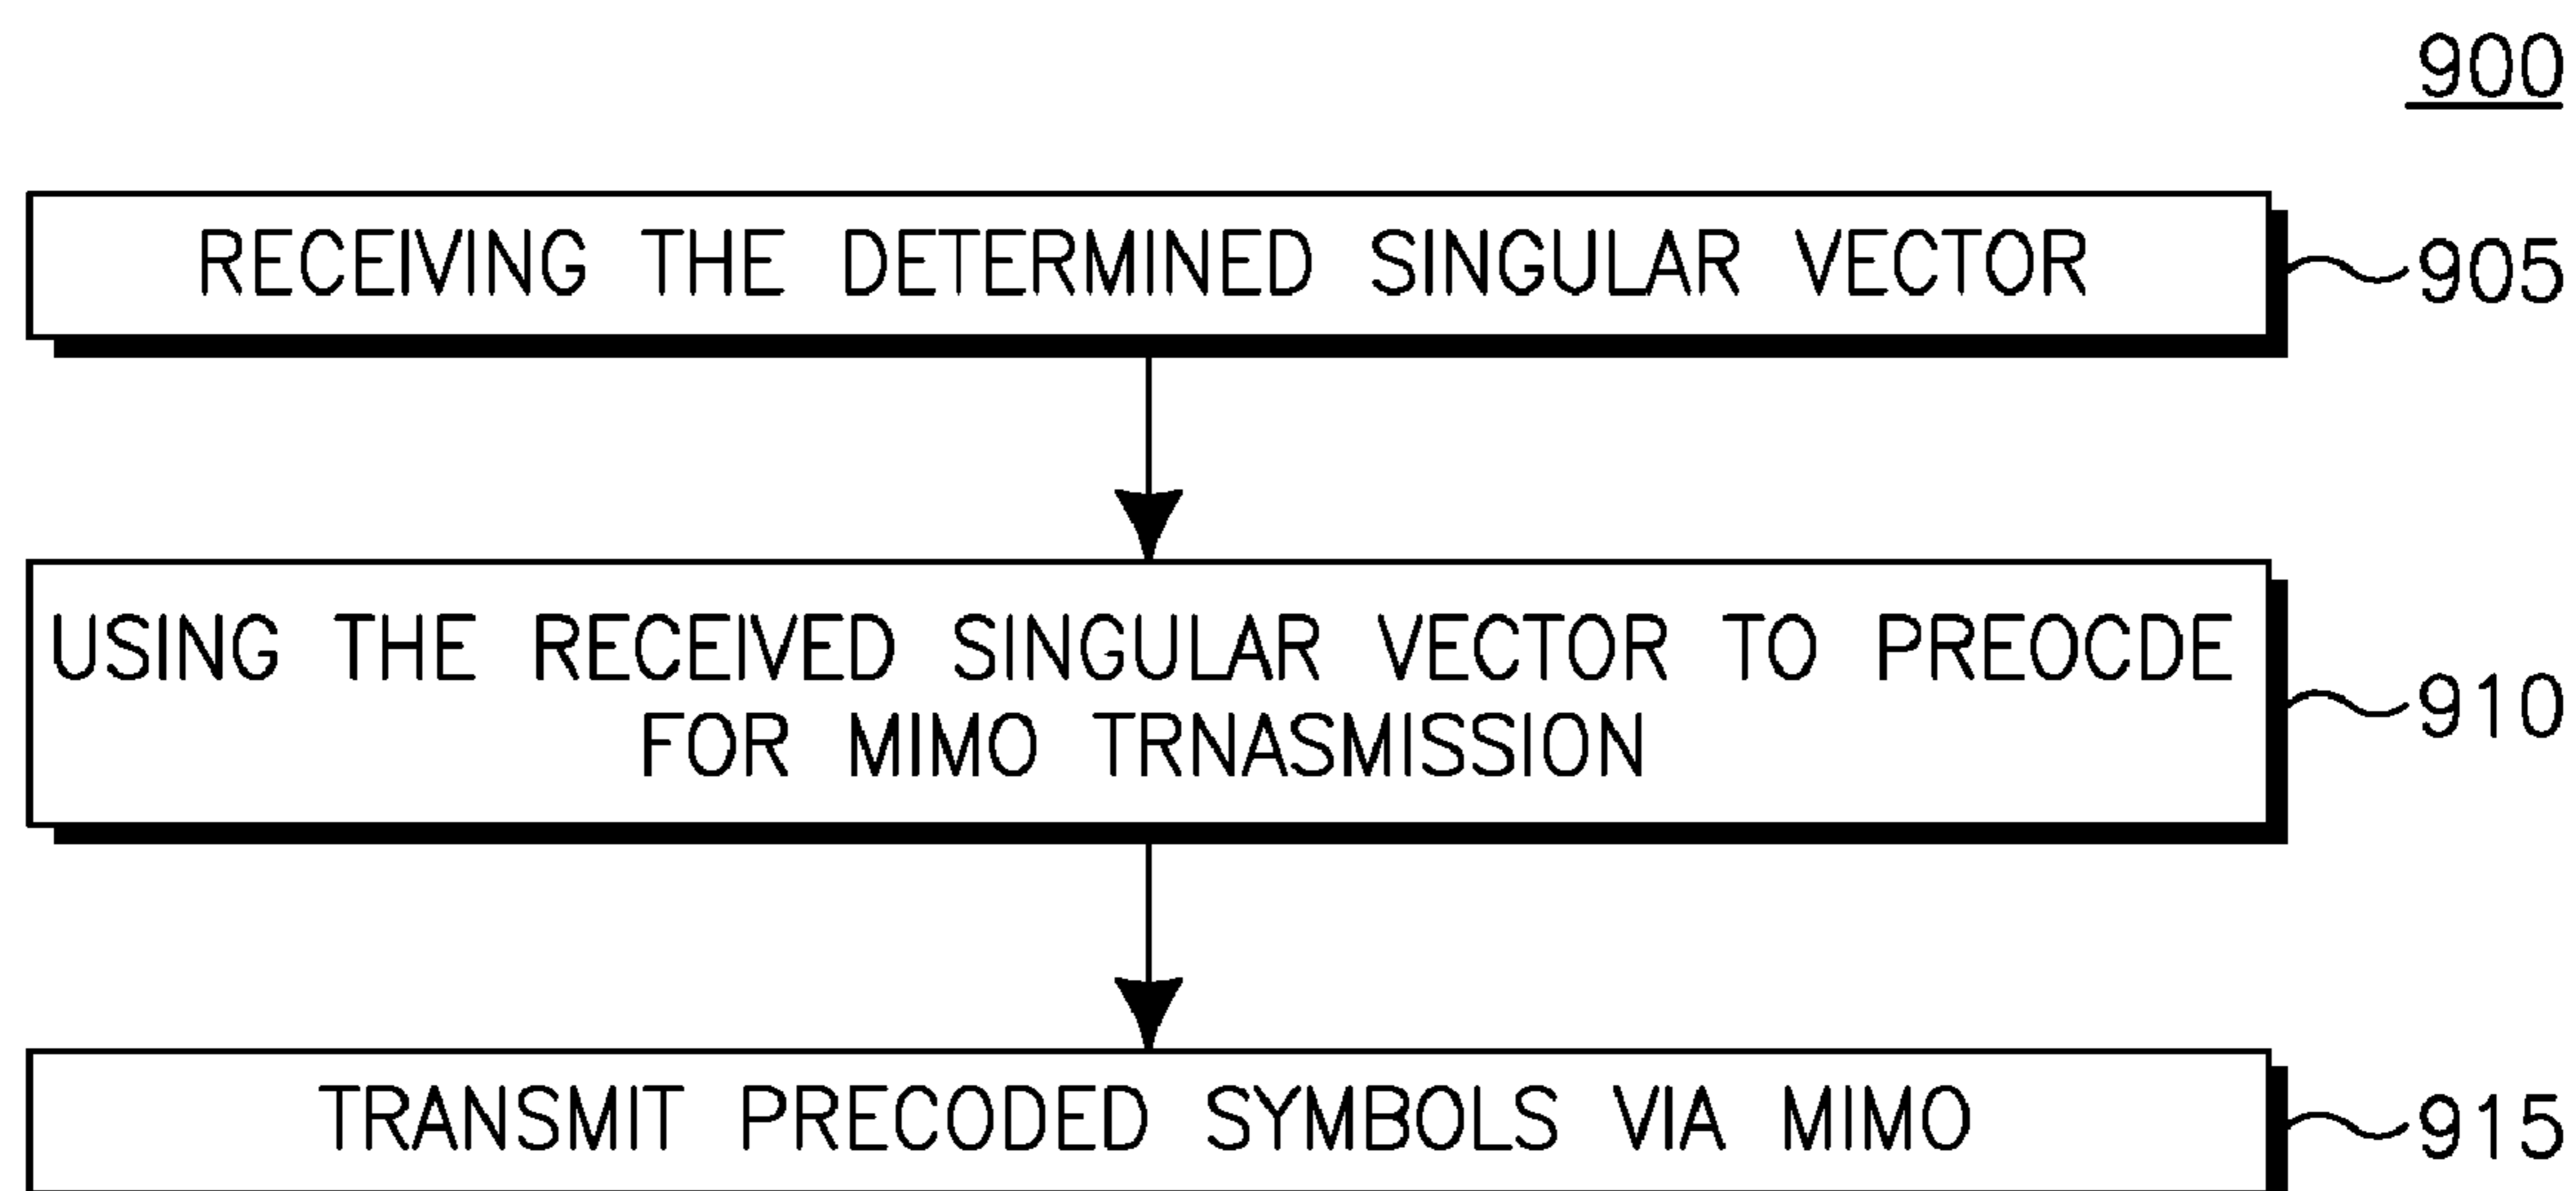 900
RECEIVING THE DETERMINED SINGULAR VECTOR
905
USING THE RECEIVED SINGULAR VECTOR TO PREOCDE
FOR MIMO TRNASMISSION
910
TRANSMIT PRECODED SYMBOLS VIA MIMO
915